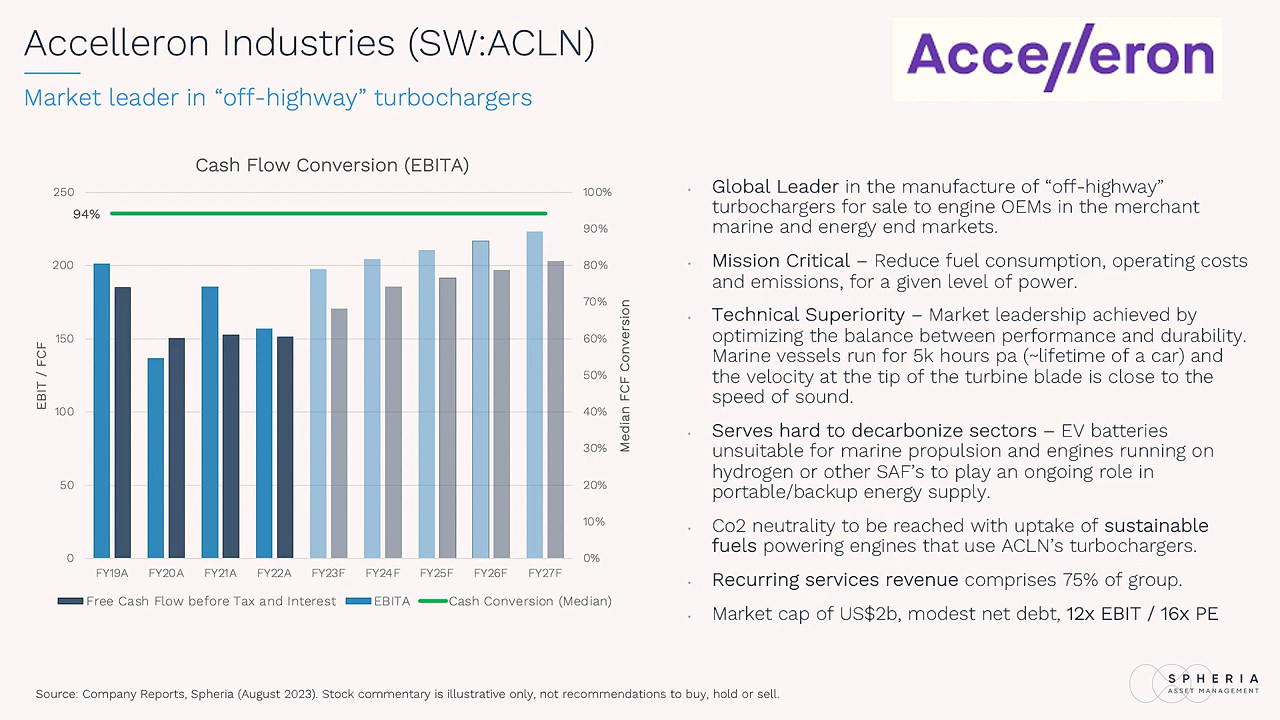 Accelleron Industries (SW:ACLN)
Accelleron
Market leader in “off-highway” turbochargers
Cash Flow Conversion (EBITA)
250
200
150
100
50
0
EBIT / FCF
94%
100%
90%
80%
70%
60%
50%
40%
30%
20%
10%
0%
Median FCF Conversion
FY19A FY20A FY21A FY22A FY23F FY24F FY25F FY26F FY27F
Free Cash Flow before Tax and Interest EBITA Cash Conversion (Median)
Global Leader in the manufacture of “off-highway”
turbochargers for sale to engine OEMs in the merchant
marine and energy end markets.
Mission Critical – Reduce fuel consumption, operating costs
and emissions, for a given level of power.
Technical Superiority – Market leadership achieved by
optimizing the balance between performance and durability.
Marine vessels run for 5k hours pa (~lifetime of a car) and
the velocity at the tip of the turbine blade is close to the
speed of sound.
Serves hard to decarbonize sectors – EV batteries
unsuitable for marine propulsion and engines running on
hydrogen or other SAF’s to play an ongoing role in
portable/backup energy supply.
Co2 neutrality to be reached with uptake of sustainable
fuels powering engines that use ACLN’s turbochargers.
Recurring services revenue comprises 75% of group.
Market cap of US$2b, modest net debt, 12x EBIT / 16x PE
Source: Company Reports, Spheria (August 2023). Stock commentary is illustrative only, not recommendations to buy, hold or sell.
SPHERIA
ASSET MANAGEMENT